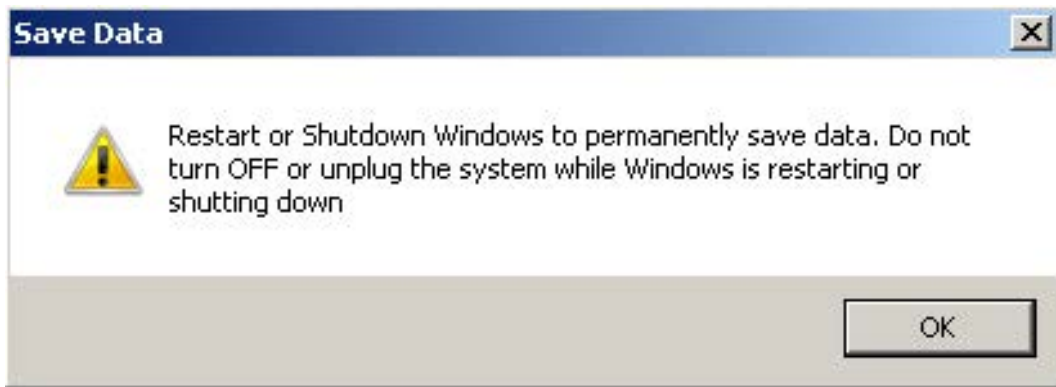 Save Data
Restart or Shutdown Windows to permanently save data. Do not
turn OFF or unplug the system while Windows is restarting or
shutting down
OK